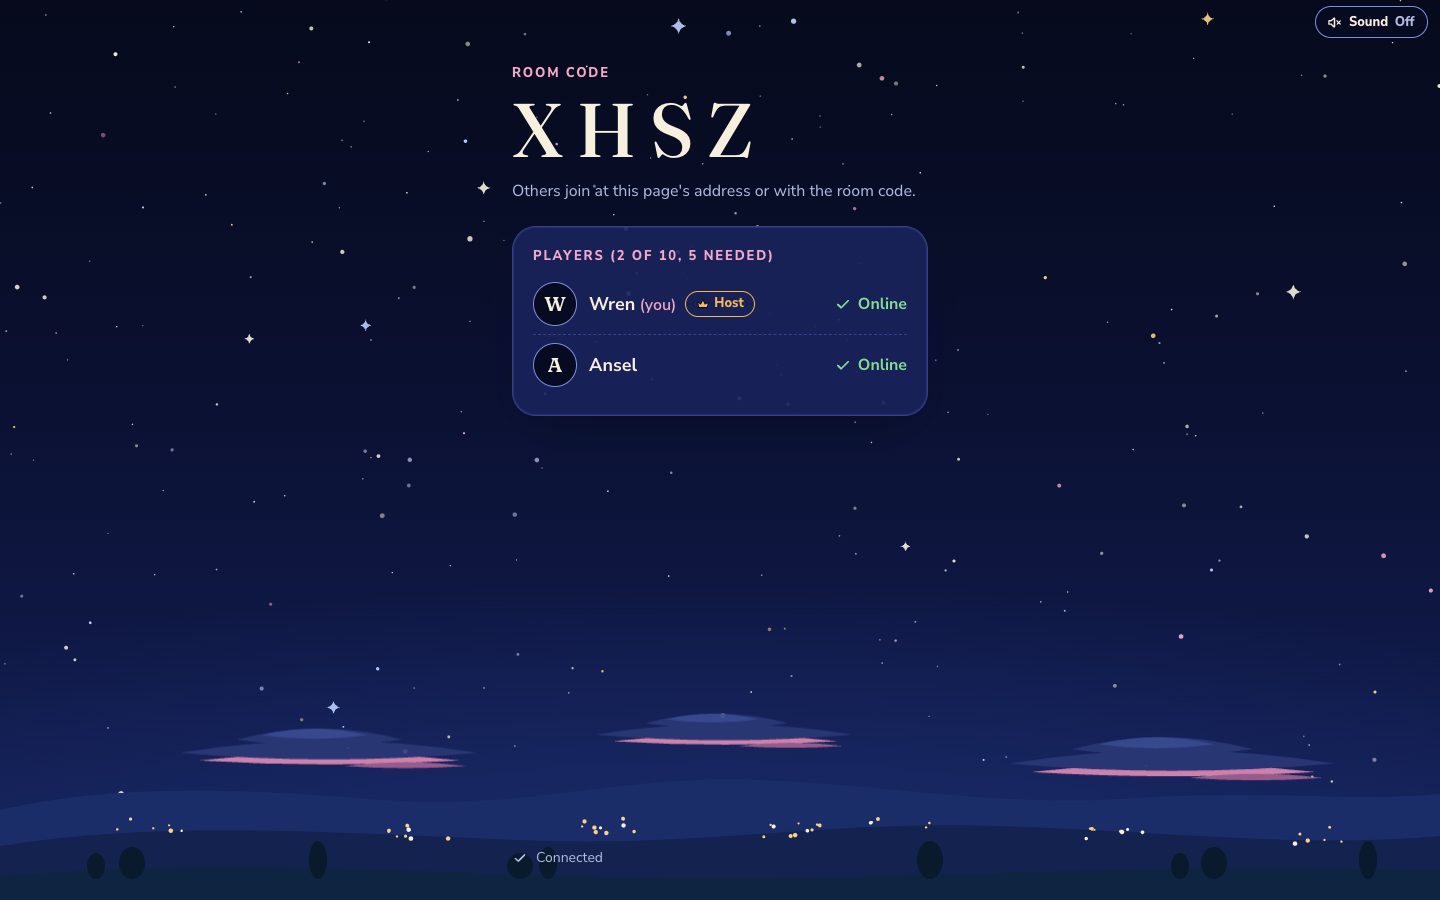 Sound Off
ROOM CODE
XHSZ
Others join at this page's address or with the room code.
PLAYERS (2 OF 10, 5 NEEDED)
W Wren (you) Host Online
A Ansel Online
Connected